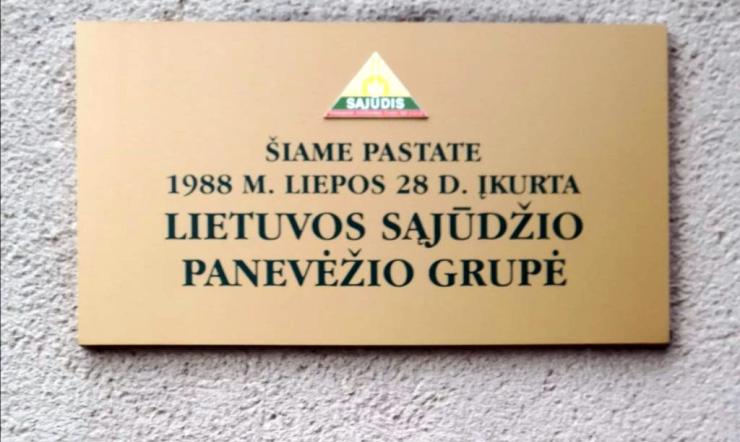 SĄJŪDIS
ŠIAME PASTATE
1988 M. LIEPOS 28 D. ĮKURTA
LIETUVOS SĄJŪDŽIO
PANEVĖŽIO GRUPĖ